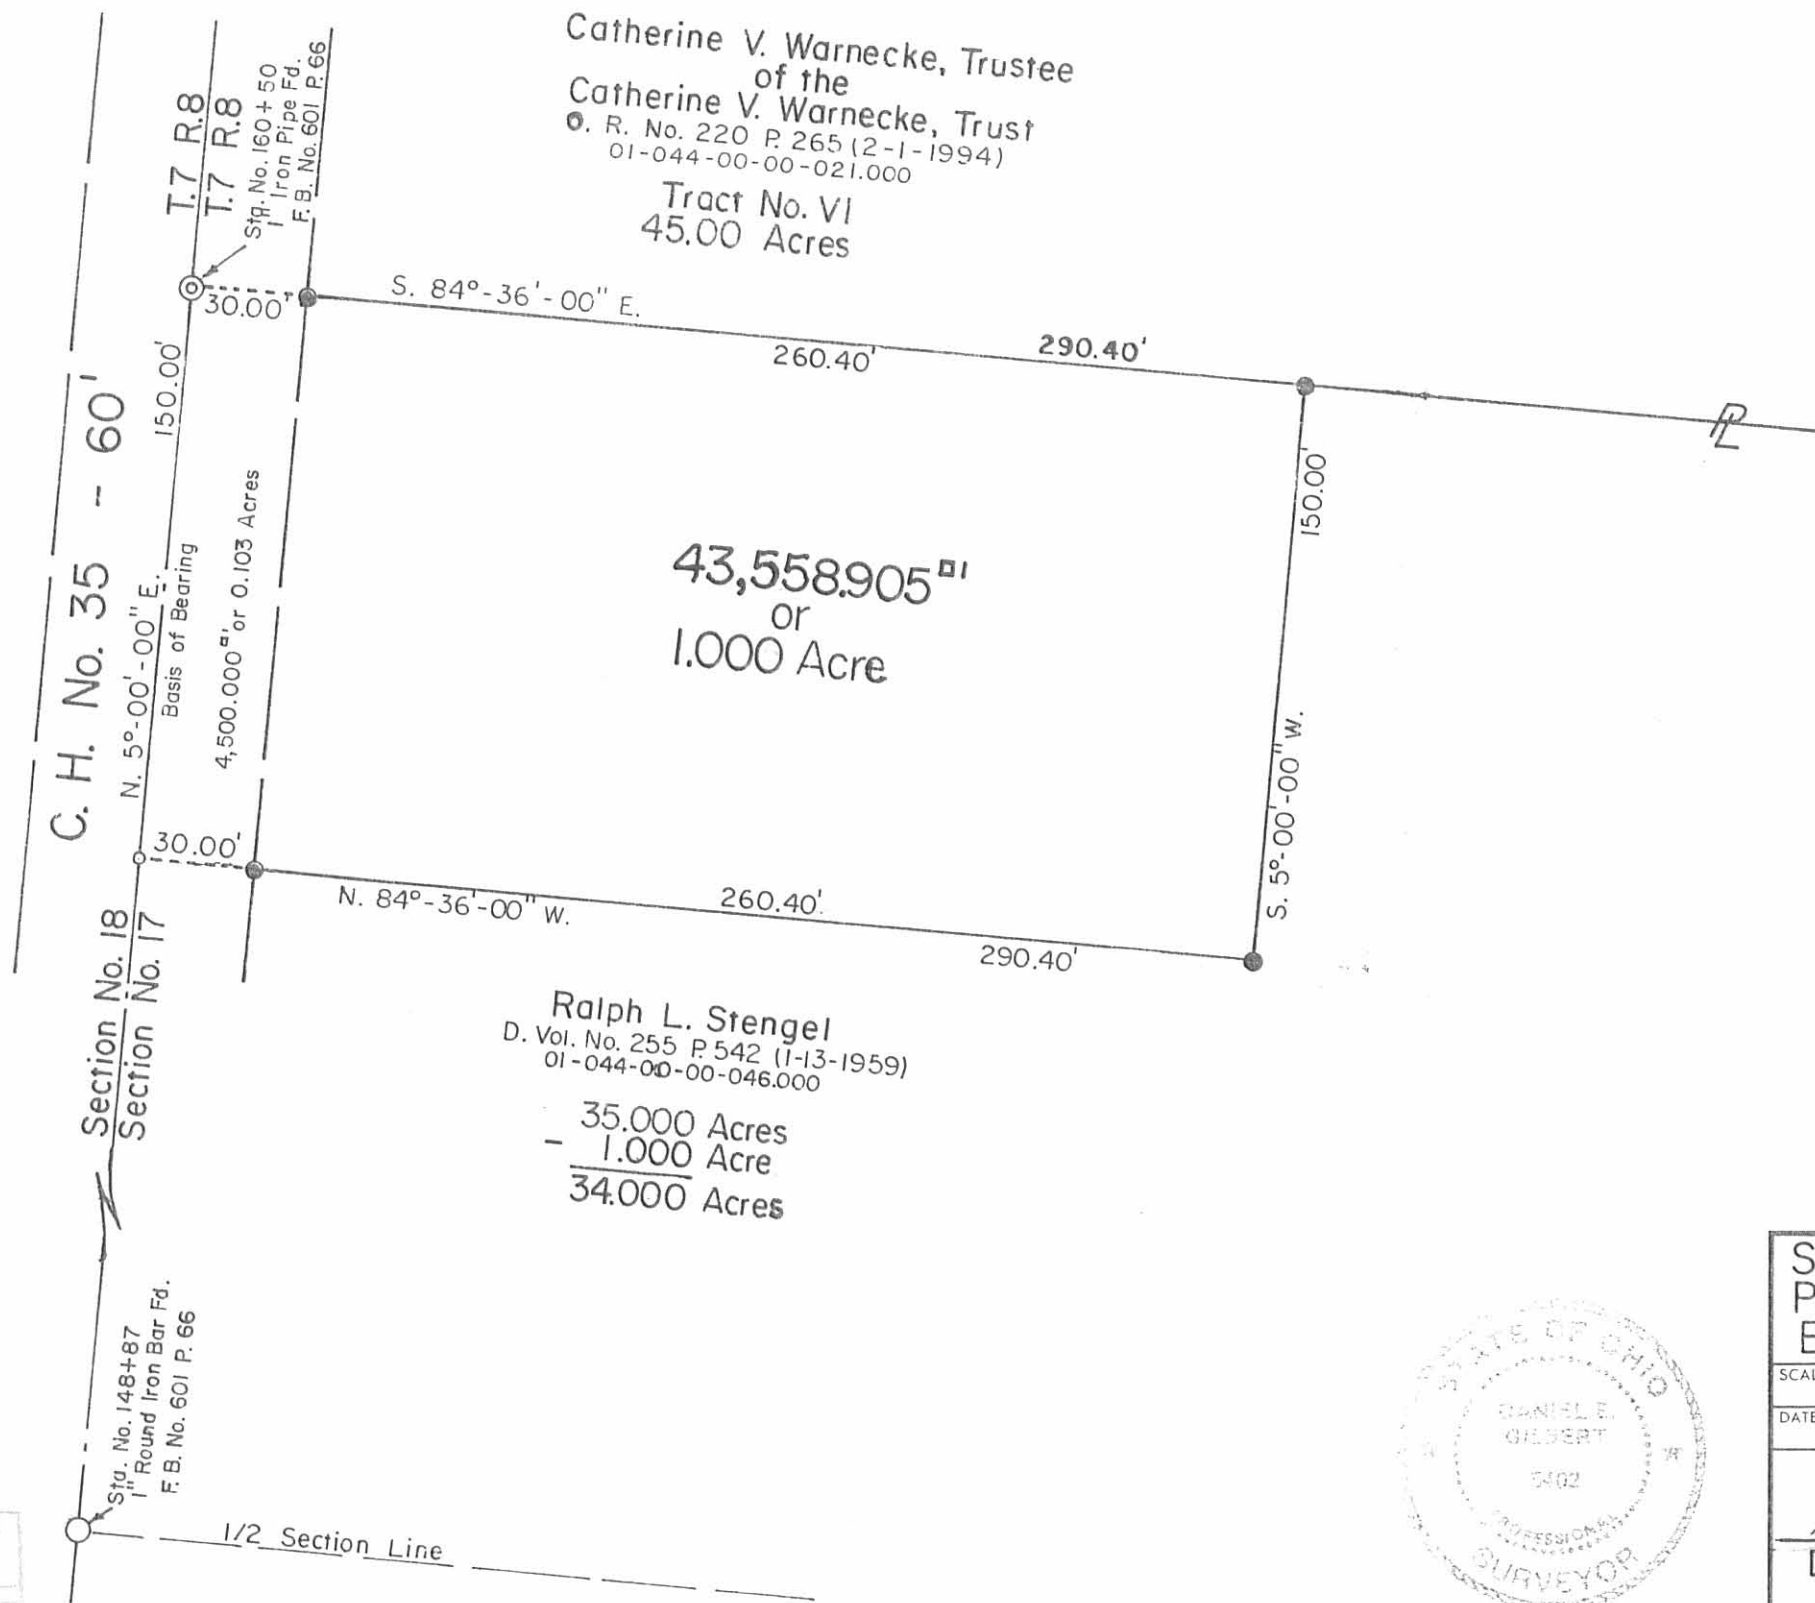 Catherine V. Warnecke, Trustee
of the
Catherine V. Warnecke, Trust
O. R. No. 220 P. 265 (2-1-1994)
01-044-00-00-021.000
Tract No. VI
45.00 Acres
T.7 R.8
T.7 R.8
Sta. No. 160+50
1" Iron Pipe Fd.
F. B. No. 601 P. 66
30.00'
S. 84°-36'-00" E.
260.40'
290.40'
PL
150.00'
C. H. No. 35 -- 60'
N. 5°-00'-00" E.
Basis of Bearing
4,500.000□' or 0.103 Acres
43,558.905□'
or
1.000 Acre
150.00'
S. 5°-00'-00" W.
30.00'
N. 84°-36'-00" W.
260.40'
290.40'
Section No. 18
Section No. 17
Ralph L. Stengel
D. Vol. No. 255 P. 542 (1-13-1959)
01-044-00-00-046.000
35.000 Acres
- 1.000 Acre
34.000 Acres
Sta. No. 148+87
1" Round Iron Bar Fd.
F. B. No. 601 P. 66
1/2 Section Line
STATE OF OHIO
DANIEL E.
GILBERT
5402
PROFESSIONAL
SURVEYOR
S
P
E
SCAL
DATE